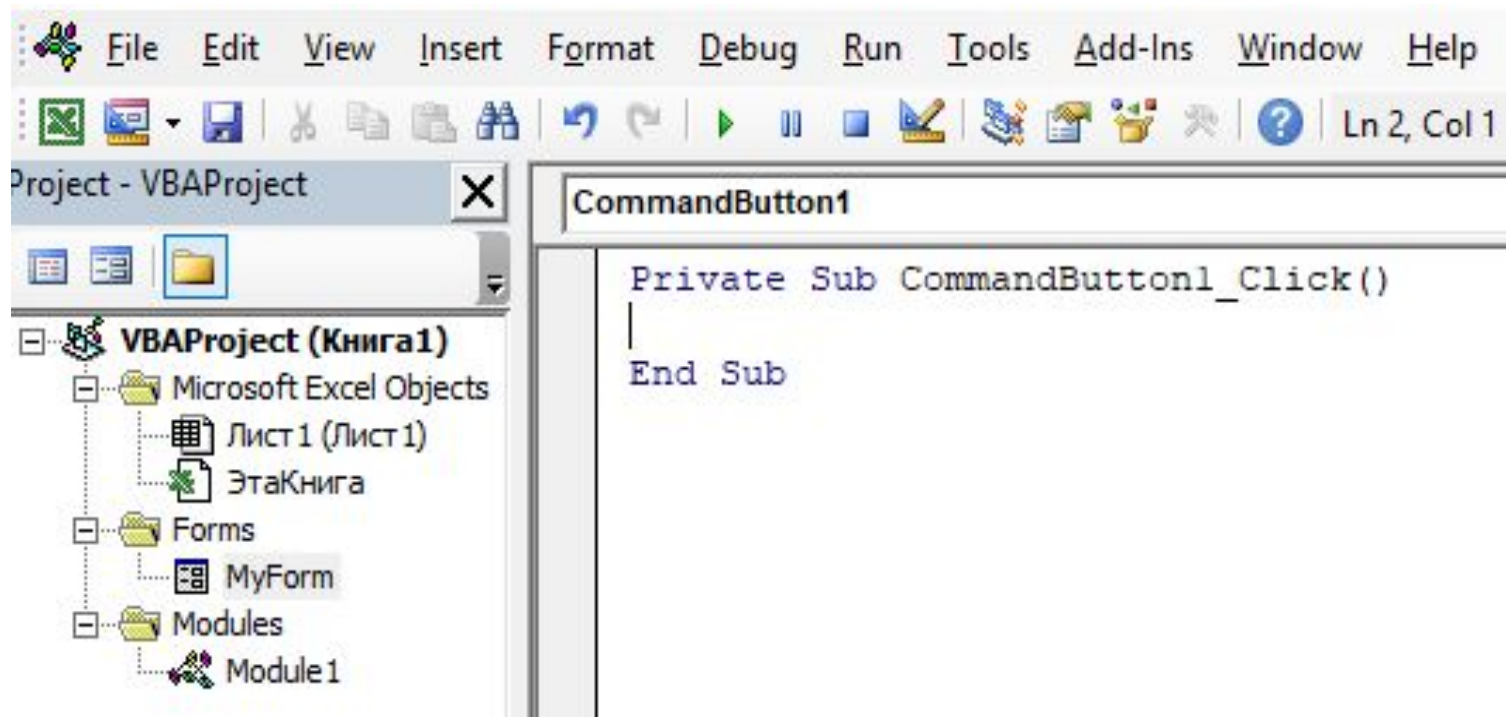 File Edit View Insert Format Debug Run Tools Add-Ins Window Help
Ln 2, Col 1
Project - VBAProject
CommandButton1
Private Sub CommandButton1_Click()
End Sub
VBAProject (Книга1)
Microsoft Excel Objects
Лист1 (Лист1)
ЭтаКнига
Forms
MyForm
Modules
Module1